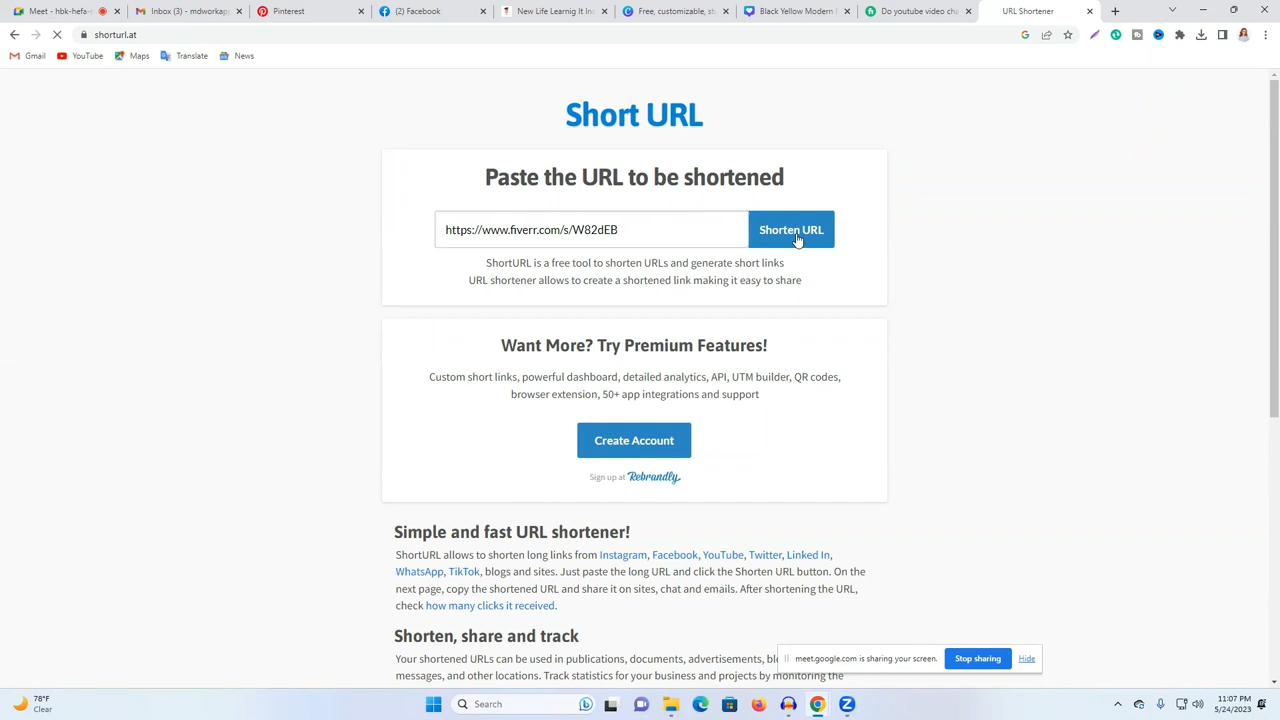 Meet - hbk-hefa-r
Inbox (3) - mdworkap
Pinterest
(2) Facebook
New Life Learnig It In
Free, customizable, st
Black Yellow Modern
Do youtube video cha
URL Shortener
shorturl.at
Gmail
YouTube
Maps
Translate
News
Short URL
Paste the URL to be shortened
https://www.fiverr.com/s/W82dEB
Shorten URL
ShortURL is a free tool to shorten URLs and generate short links
URL shortener allows to create a shortened link making it easy to share
Want More? Try Premium Features!
Custom short links, powerful dashboard, detailed analytics, API, UTM builder, QR codes,
browser extension, 50+ app integrations and support
Create Account
Sign up at Rebrandly
Simple and fast URL shortener!
ShortURL allows to shorten long links from Instagram, Facebook, YouTube, Twitter, Linked In,
WhatsApp, TikTok, blogs and sites. Just paste the long URL and click the Shorten URL button. On the
next page, copy the shortened URL and share it on sites, chat and emails. After shortening the URL,
check how many clicks it received.
Shorten, share and track
Your shortened URLs can be used in publications, documents, advertisements, bl
messages, and other locations. Track statistics for your business and projects by monitoring the
meet.google.com is sharing your screen.
Stop sharing
Hide
78°F
Clear
Search
11:07 PM
5/24/2023